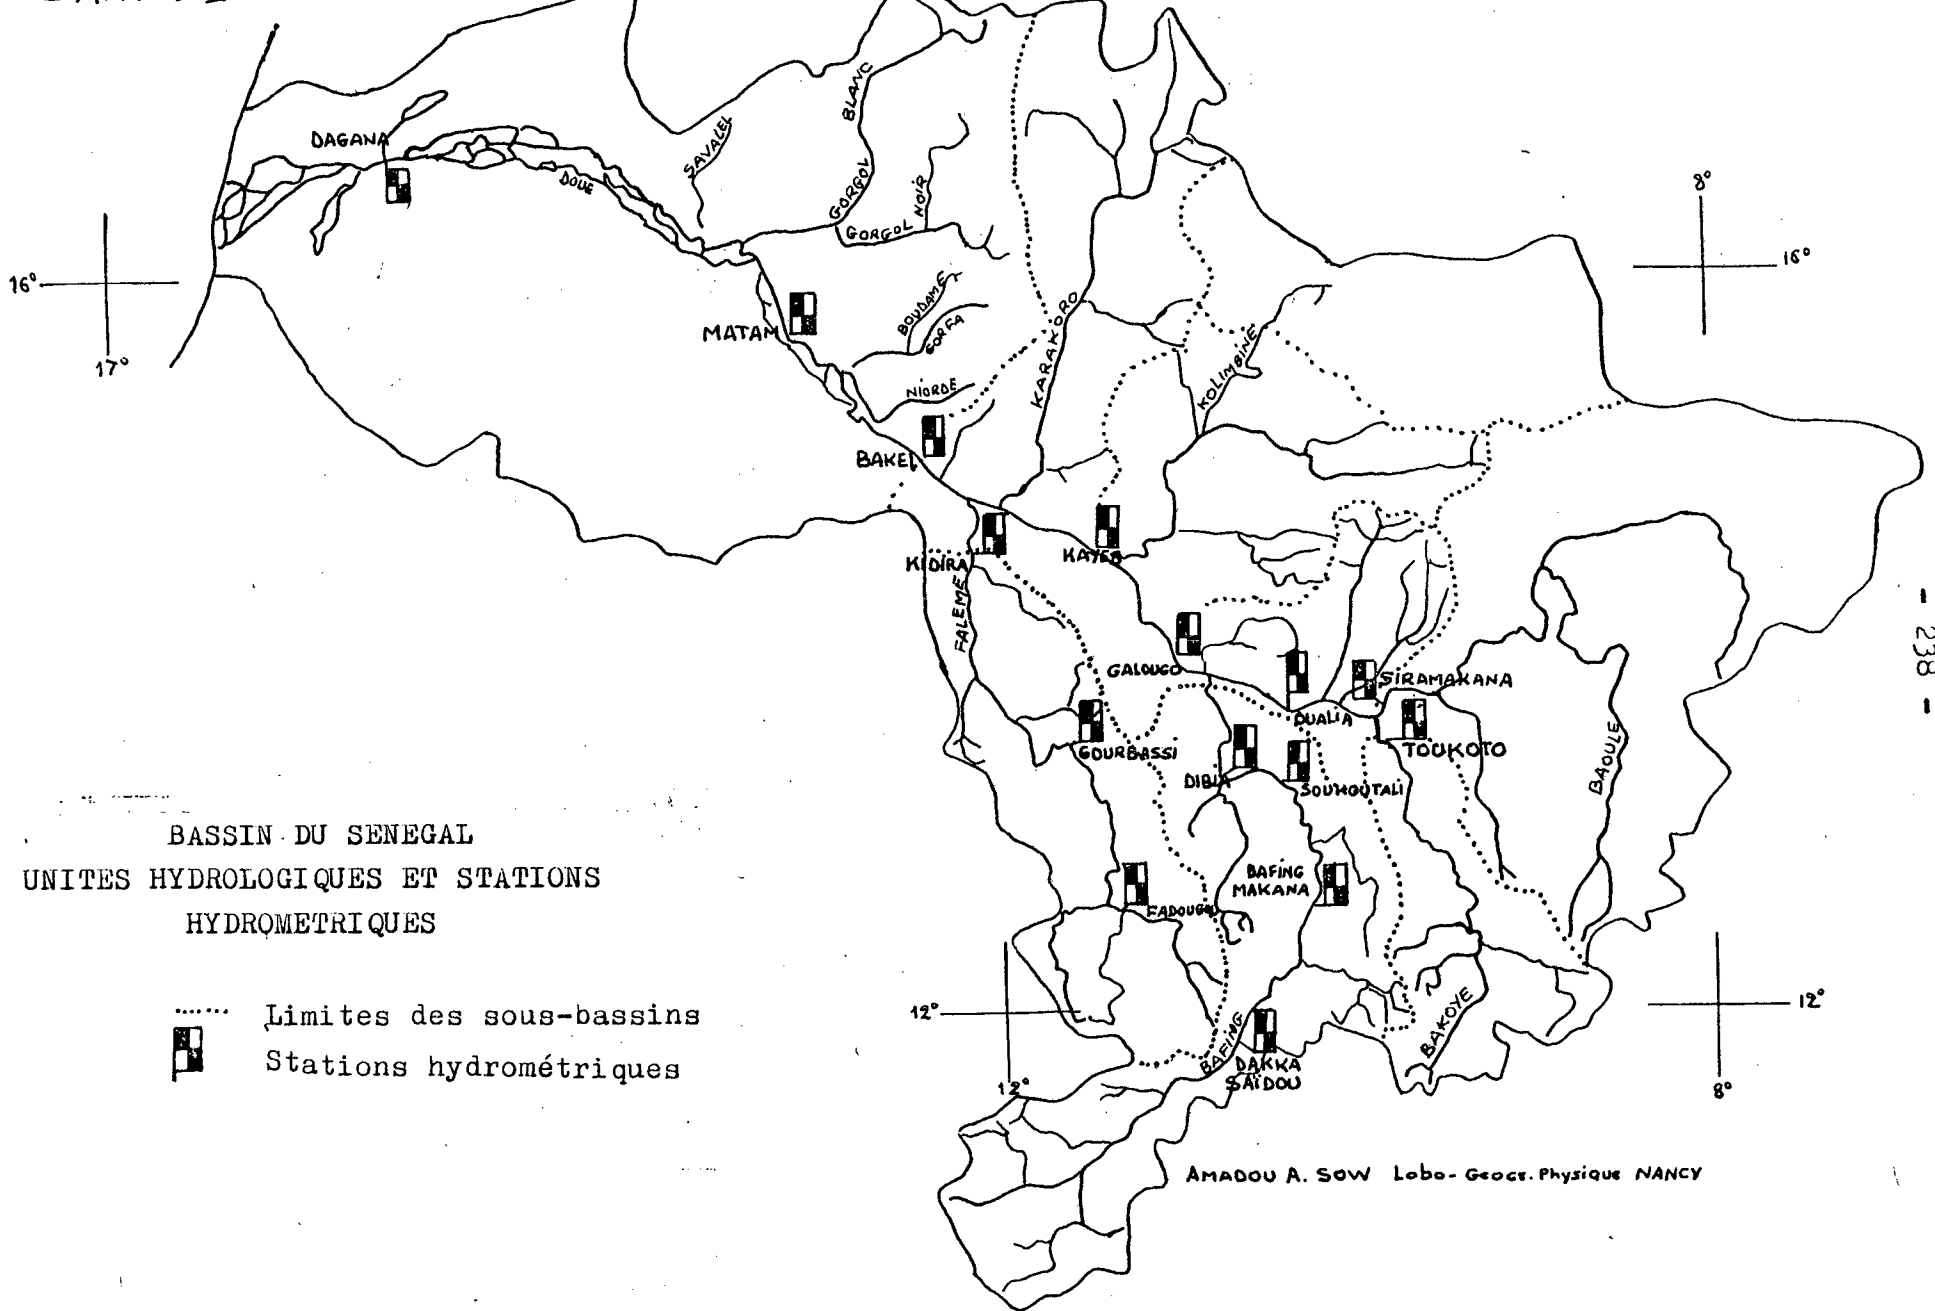 DAGANA
DOUE
SAVALEL
BLANC
GORGOL
GORGOL
NOIR
8°
16°
16°
17°
MATAM
BOUDAME
GORFA
NIORDE
KARAKORO
KOLIMBINE
BAKEL
KIDIRA
KAYES
FALEME
GALOUGO
SIRAMAKANA
OUALIA
TOUKOTO
GOURBASSI
DIBIA
SOUKOUTALI
BAOULE
- 238 -
BASSIN DU SENEGAL
UNITES HYDROLOGIQUES ET STATIONS
HYDROMETRIQUES
BAFING
MAKANA
FADOUGOU
...... Limites des sous-bassins
Stations hydrométriques
12°
12°
12°
8°
BAFING
BAKOYE
DAKKA
SAÏDOU
AMADOU A. SOW Labo-Geogr. Physique NANCY